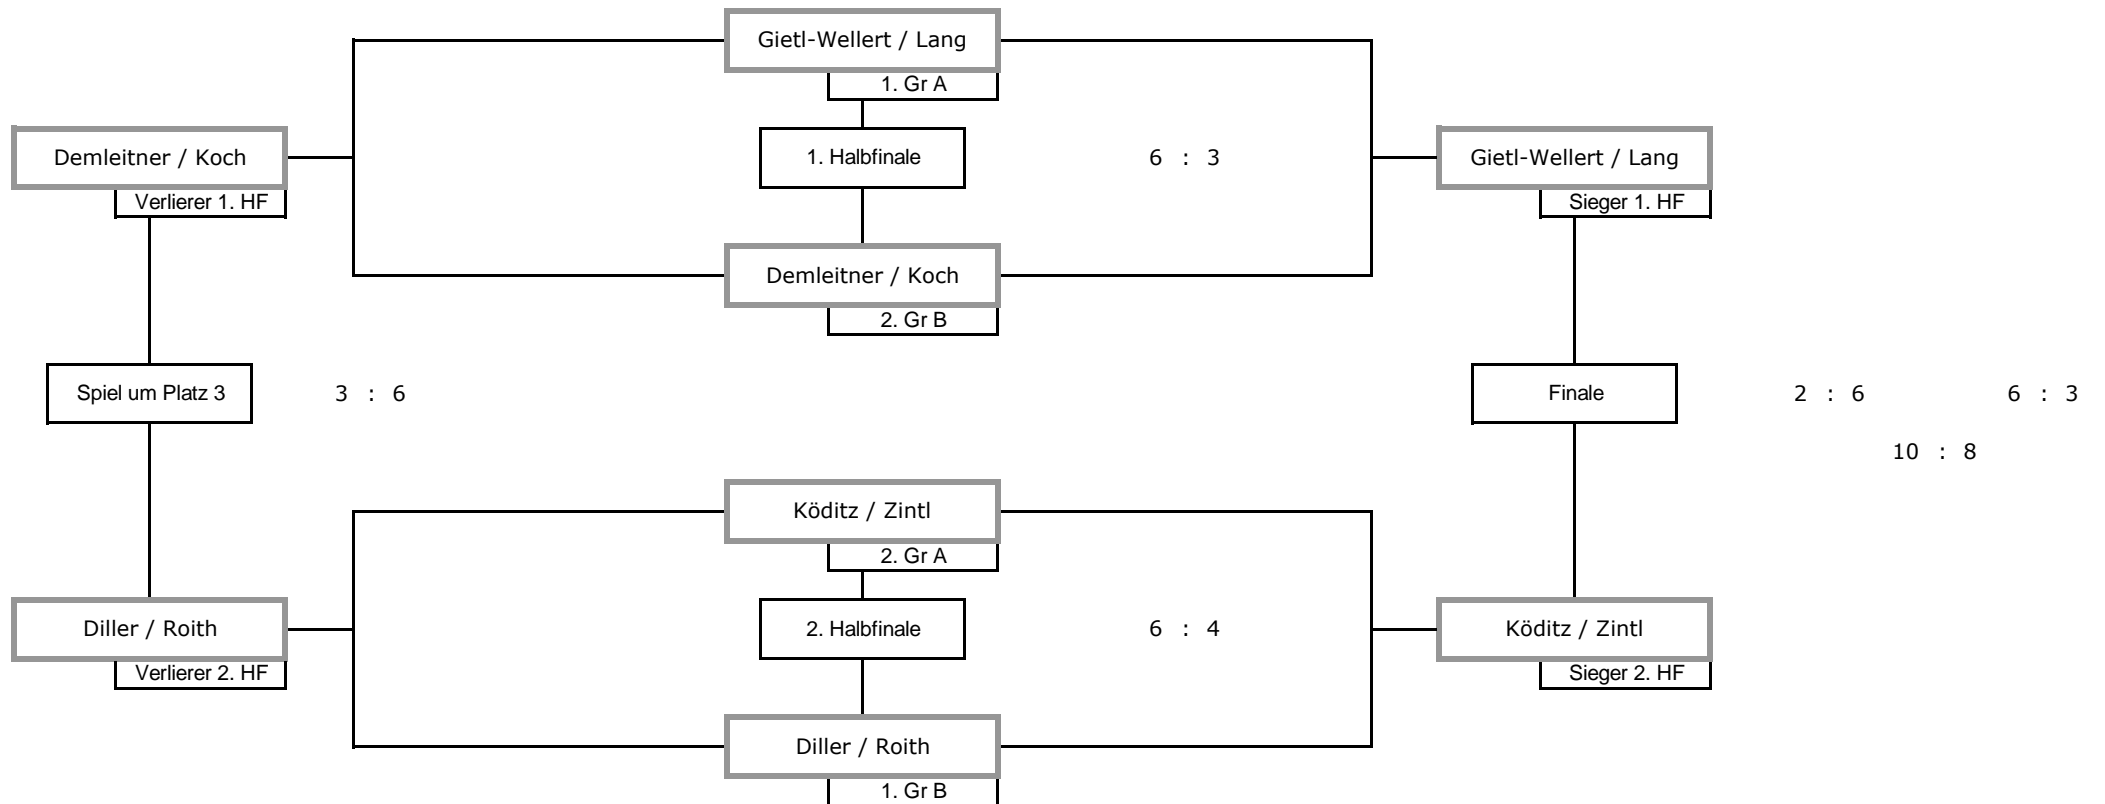 Gietl-Wellert / Lang
1. Gr A
Demleitner / Koch
1. Halbfinale
6 : 3
Gietl-Wellert / Lang
Verlierer 1. HF
Sieger 1. HF
Demleitner / Koch
2. Gr B
Spiel um Platz 3
3 : 6
Finale
2 : 6
6 : 3
10 : 8
Köditz / Zintl
2. Gr A
Diller / Roith
2. Halbfinale
6 : 4
Köditz / Zintl
Verlierer 2. HF
Sieger 2. HF
Diller / Roith
1. Gr B